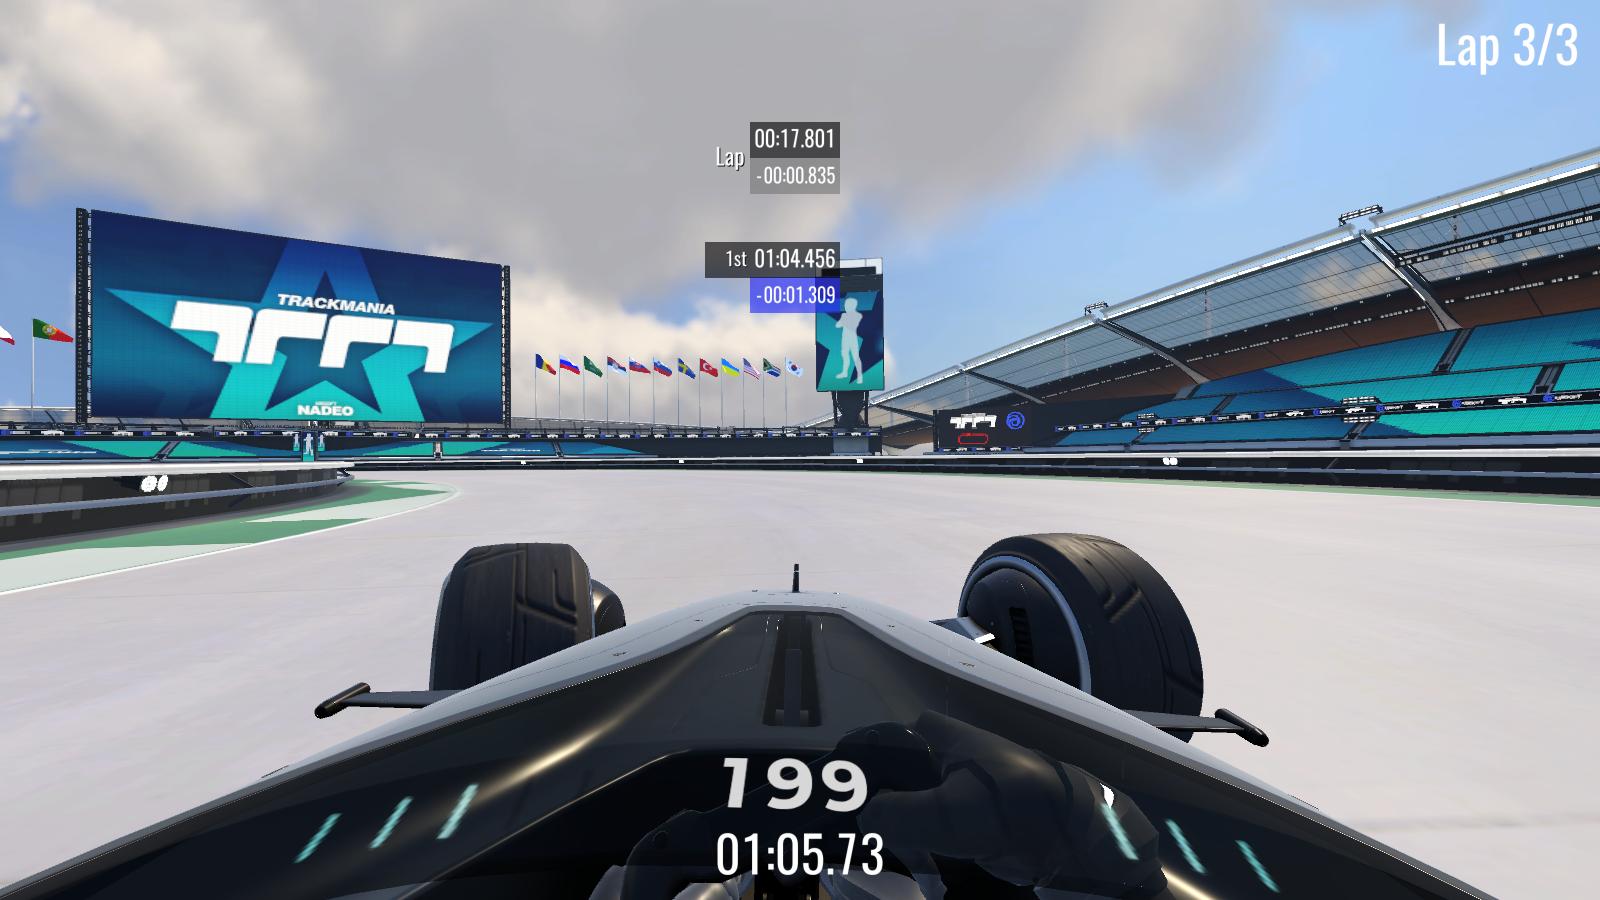 Lap 3/3
00:17.801
Lap
-00:00.835
1st 01:04.456
-00:01.309
TRACKMANIA
NADEO
199
01:05.73